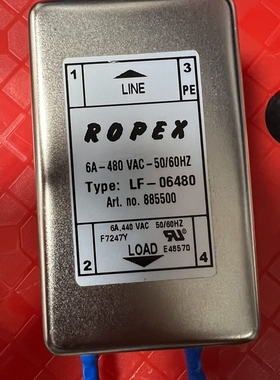 1 3
LINE PE
ROPEX
6A-480 VAC-50/60HZ
Type: LF-06480
Art. no. 885500
6A,440 VAC 50/60HZ
F7247Y
LOAD
E48570
2 4